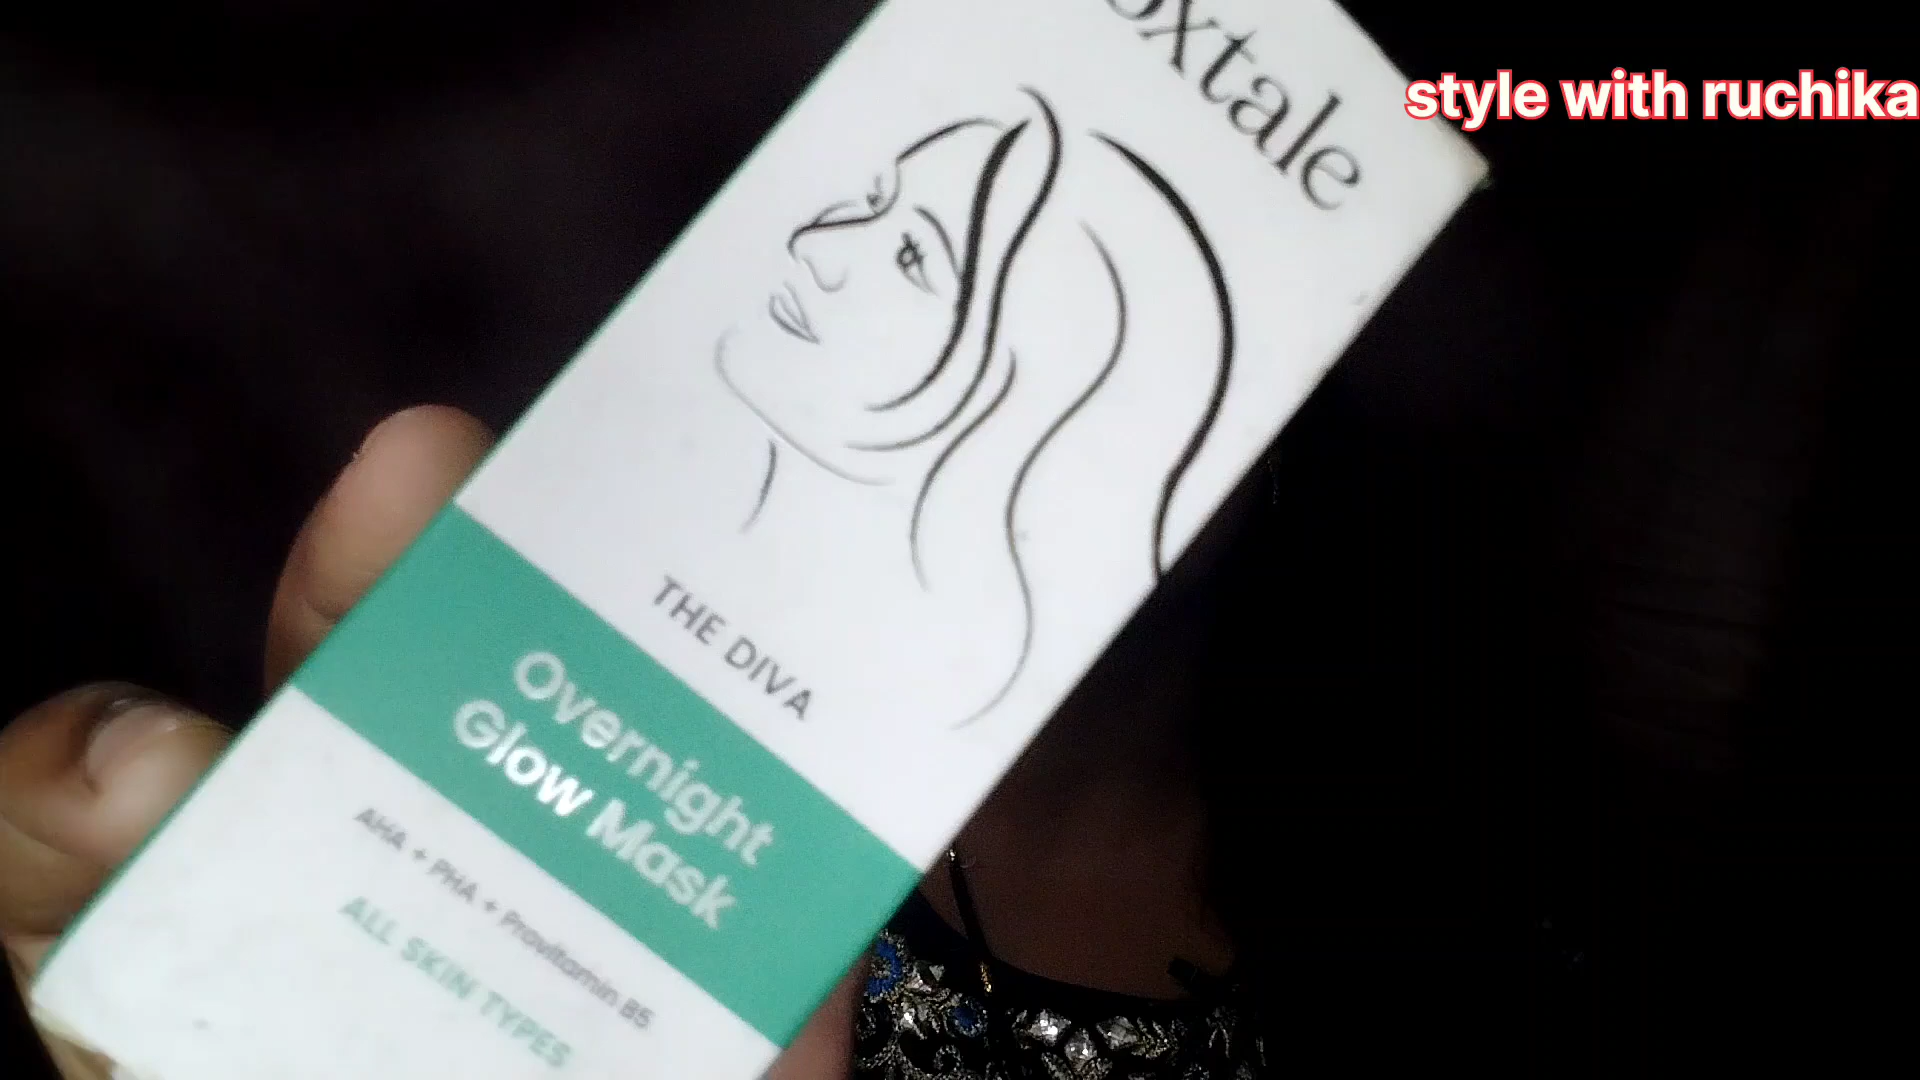 oxtale
style with ruchika
THE DIVA
Overnight
Glow Mask
AHA + PHA + Provitamin B5
ALL SKIN TYPES